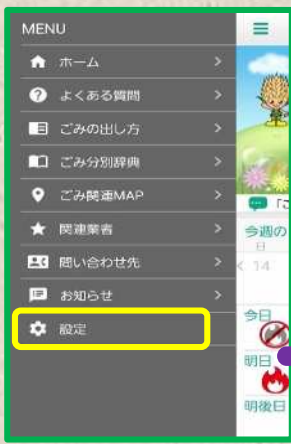 MENU
ホーム
よくある質問
ごみの出し方
ごみ分別辞典
ごみ関連MAP
関連業者
問い合わせ先
お知らせ
設定
「こ
今週の
日
14
今日
明日
明後日